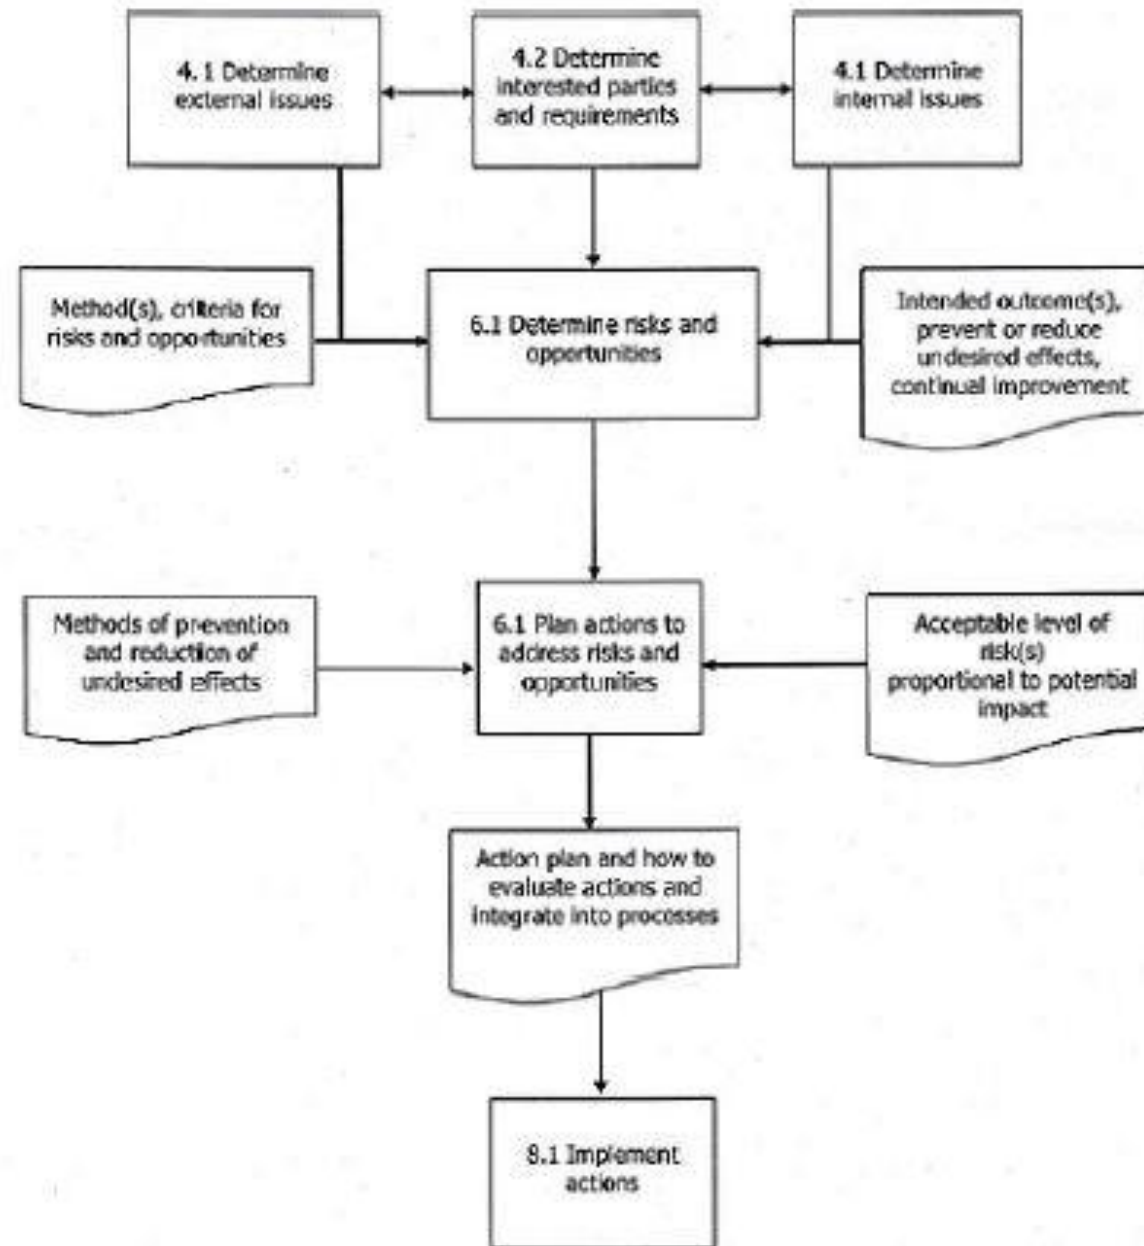 4.1 Determine
external issues
4.2 Determine
interested parties
and requirements
4.1 Determine
internal issues
Method(s), criteria for
risks and opportunities
6.1 Determine risks and
opportunities
Intended outcome(s),
prevent or reduce
undesired effects,
continual improvement
Methods of prevention
and reduction of
undesired effects
6.1 Plan actions to
address risks and
opportunities
Acceptable level of
risk(s)
proportional to potential
impact
Action plan and how to
evaluate actions and
integrate into processes
8.1 Implement
actions